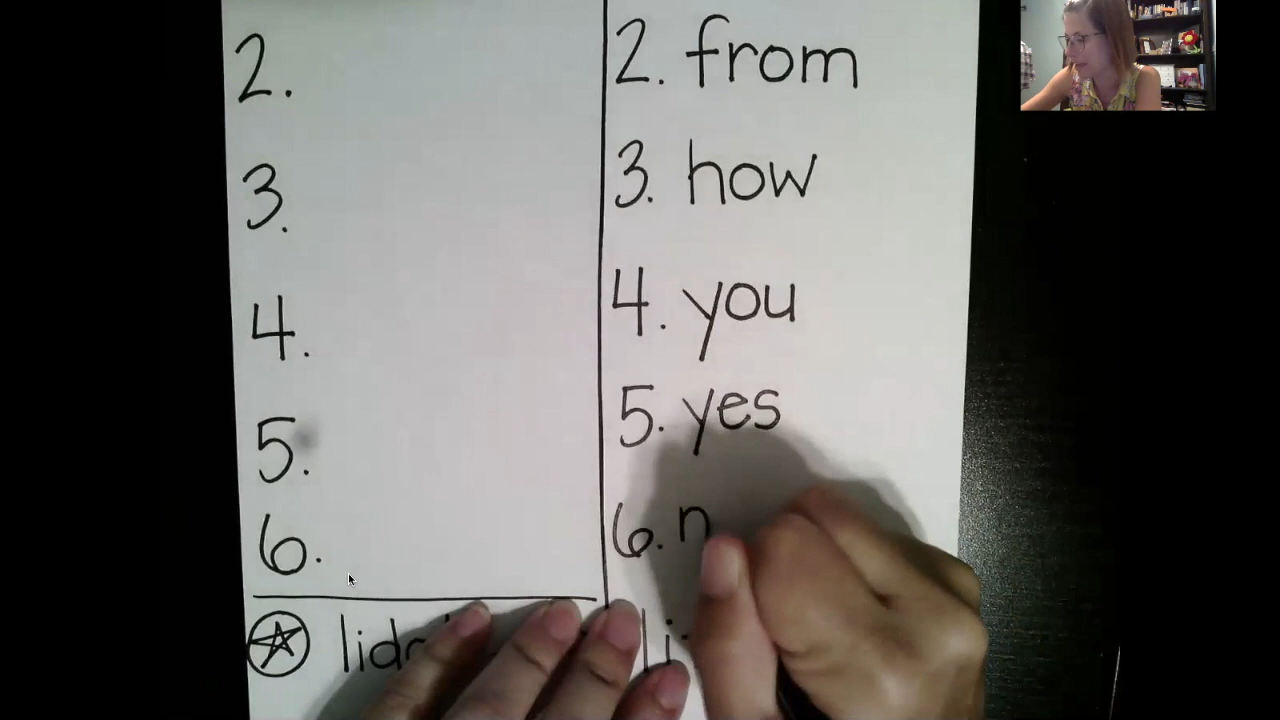 2.
3.
4.
5.
6.
2. from
3. how
4. you
5. yes
6. n